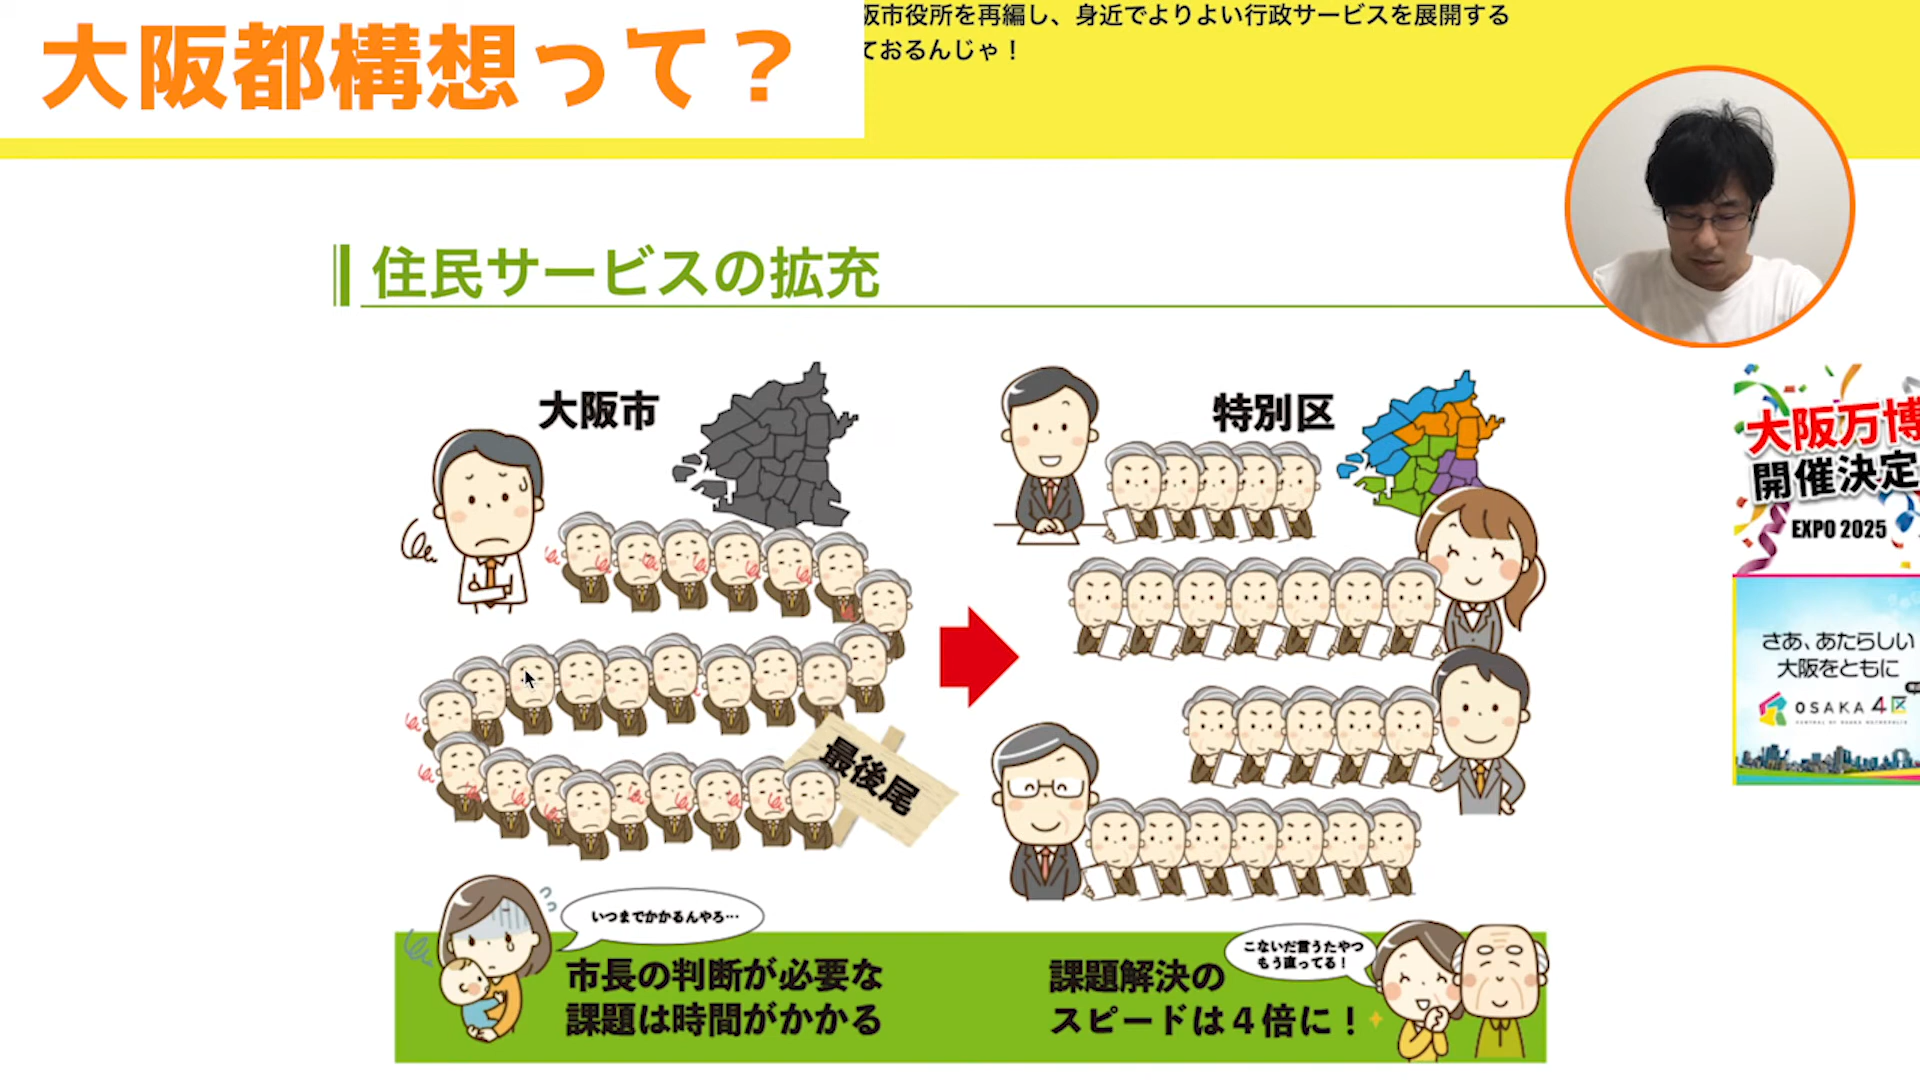 大阪都構想って？
阪市役所を再編し、身近でよりよい行政サービスを展開する
ておるんじゃ！
住民サービスの拡充
大阪市
特別区
最後尾
いつまでかかるんやろ…
市長の判断が必要な
課題は時間がかかる
こないだ言うたやつ
もう直ってる！
課題解決の
スピードは４倍に！
大阪万博
開催決定
EXPO 2025
さあ、あたらしい
大阪をともに
OSAKA 4区